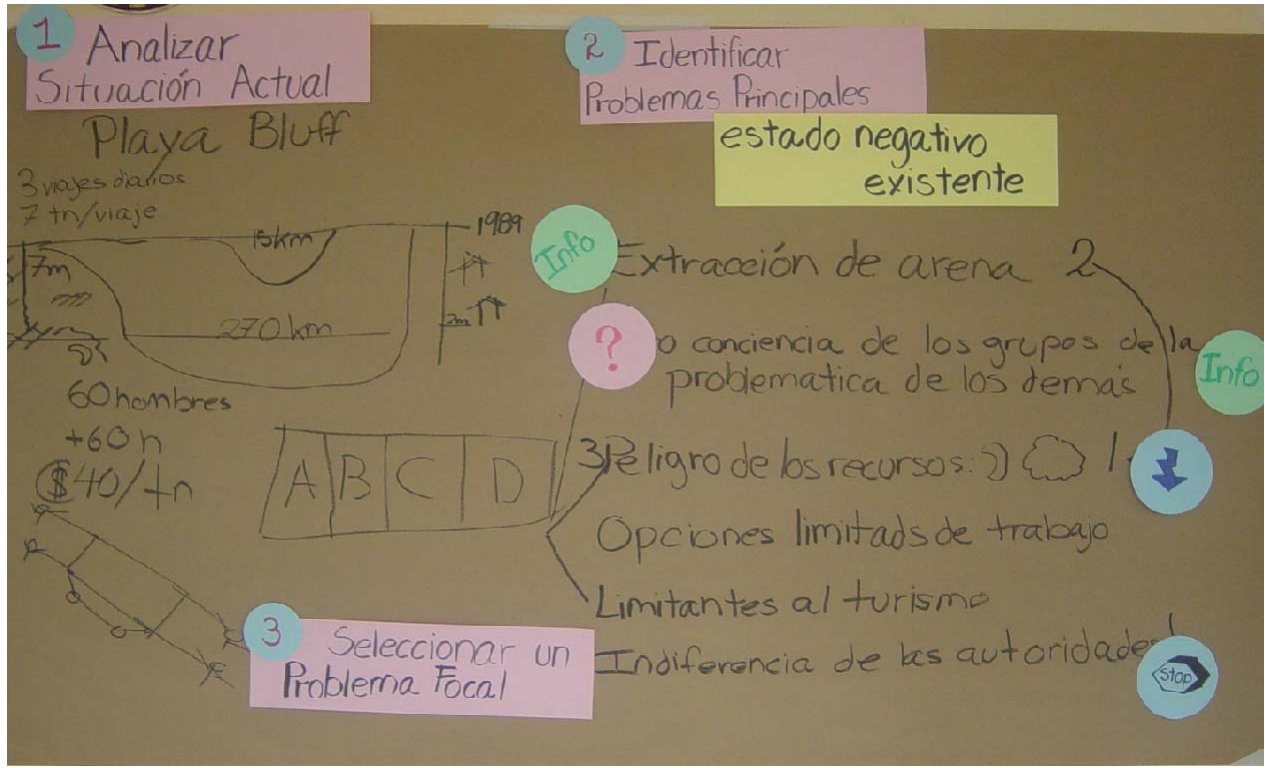 1 Analizar
Situación Actual
Playa Bluff
3 viajes diarios
7 tn/viaje
15km
1989
7m
270 km
2m
60 hombres
+60 h
$40/tn
A B C D
2 Identificar
Problemas Principales
estado negativo
existente
Info
Extracción de arena 2
?
o conciencia de los grupos de la
problematica de los demás
Info
3 Peligro de los recursos:
Opciones limitads de trabajo
Limitantes al turismo
Indiferencia de las autoridades!
Stop
3 Seleccionar un
Problema Focal